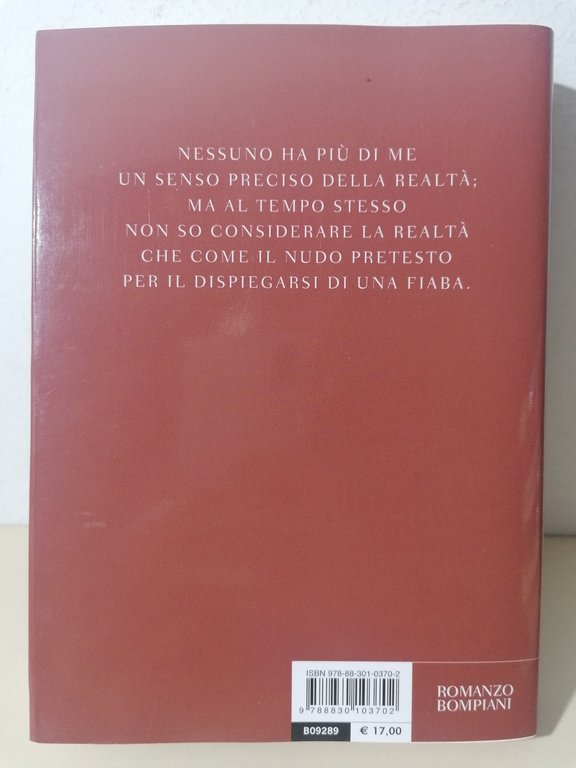 NESSUNO HA PIÙ DI ME
UN SENSO PRECISO DELLA REALTÀ;
MA AL TEMPO STESSO
NON SO CONSIDERARE LA REALTÀ
CHE COME IL NUDO PRETESTO
PER IL DISPIEGARSI DI UNA FIABA.
ISBN 978-88-301-0370-2
9 788830 103702
B09289
€ 17,00
ROMANZO
BOMPIANI